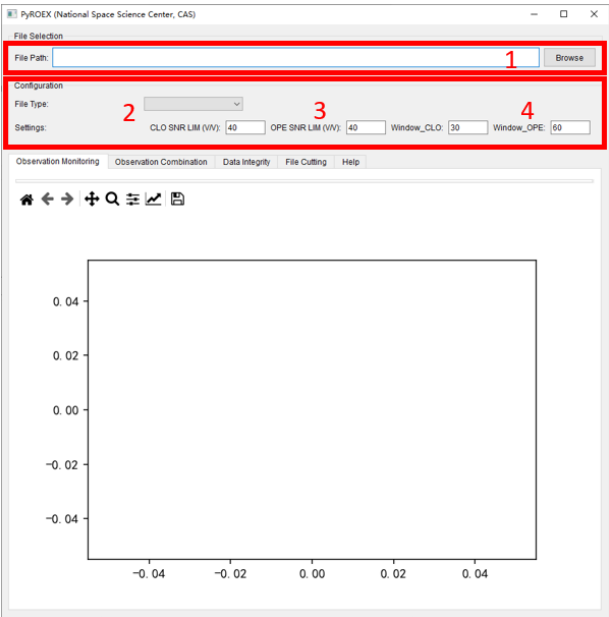 PyROEX (National Space Science Center, CAS)
File Selection
File Path: 1 Browse
Configuration
File Type: 2 3 4
Settings: CLO SNR LIM (V/V): 40 OPE SNR LIM (V/V): 40 Window_CLO: 30 Window_OPE: 60
Observation Monitoring Observation Combination Data Integrity File Cutting Help
0.04
0.02
0.00
−0.02
−0.04
−0.04 −0.02 0.00 0.02 0.04